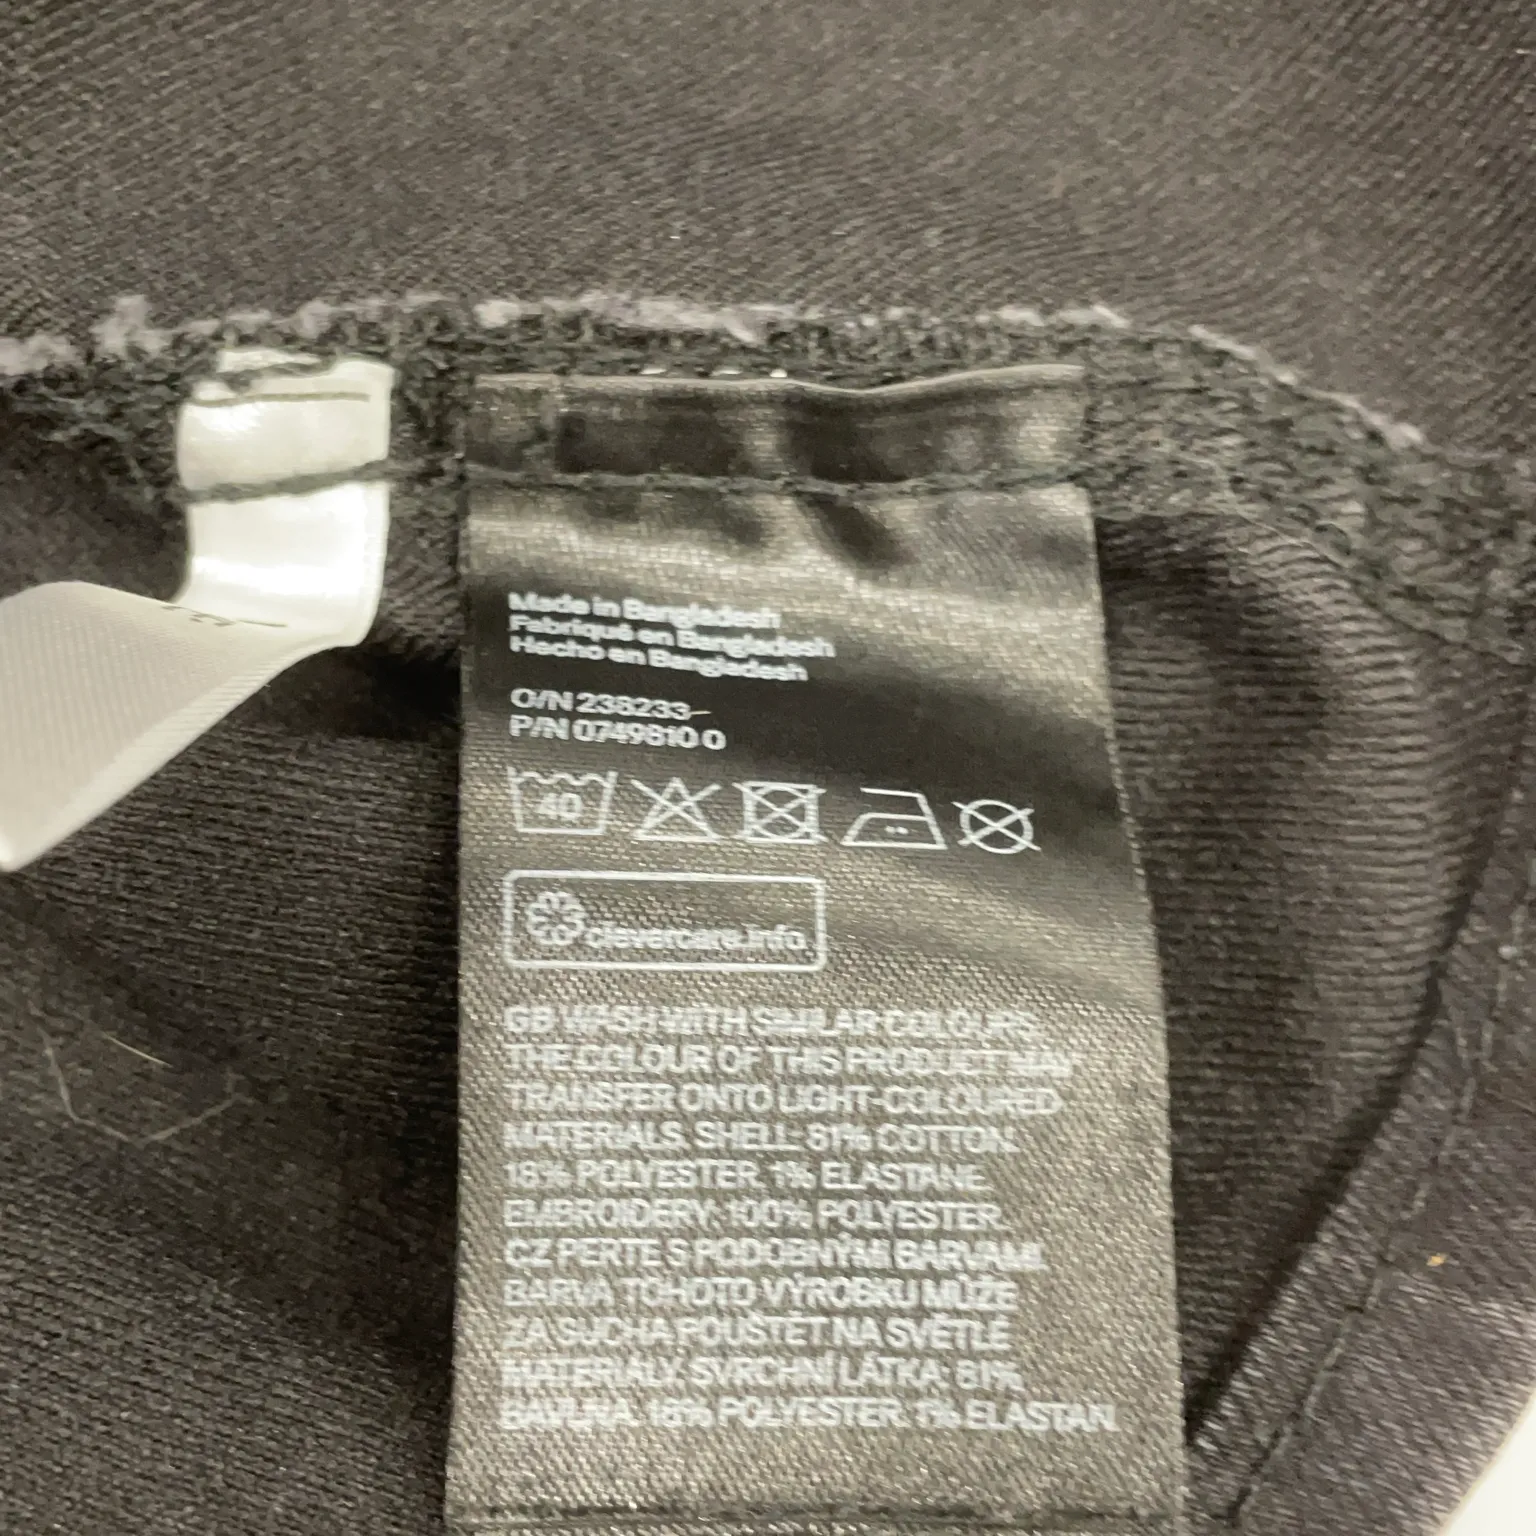 Made in Bangladesh
Fabriqué en Bangladesh
Hecho en Bangladesh
O/N 238233-
P/N 0749810 0
40
clevercare.info
GB WASH WITH SIMILAR COLOURS.
THE COLOUR OF THIS PRODUCT MAY
TRANSFER ONTO LIGHT-COLOURED
MATERIALS. SHELL: 81% COTTON.
18% POLYESTER. 1% ELASTANE.
EMBROIDERY: 100% POLYESTER.
CZ PERTE S PODOBNÝMI BARVAMI.
BARVA TOHOTO VÝROBKU MŮŽE
ZA SUCHA POUŠTĚT NA SVĚTLÉ
MATERIÁLY. SVRCHNÍ LÁTKA: 81%
BAVLNA. 18% POLYESTER. 1% ELASTAN.